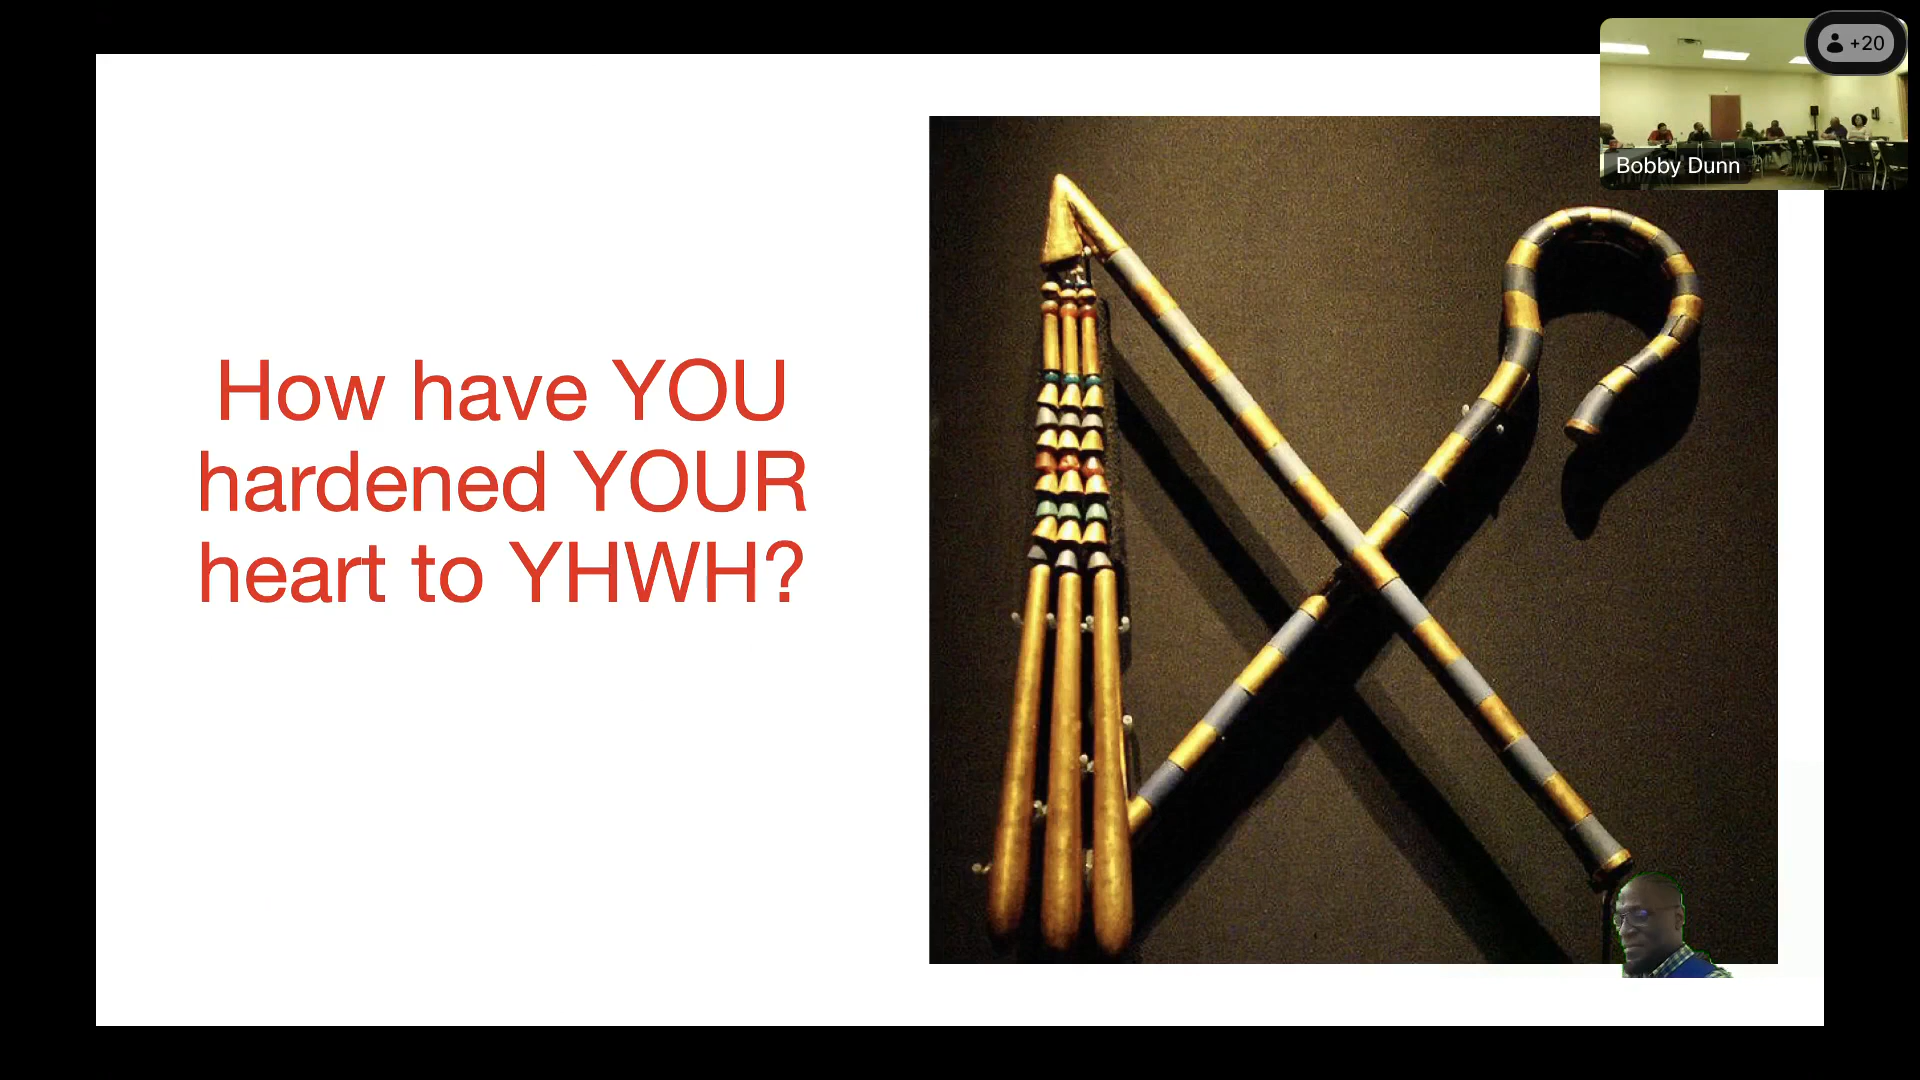 +20
Bobby Dunn
How have YOU
hardened YOUR
heart to YHWH?